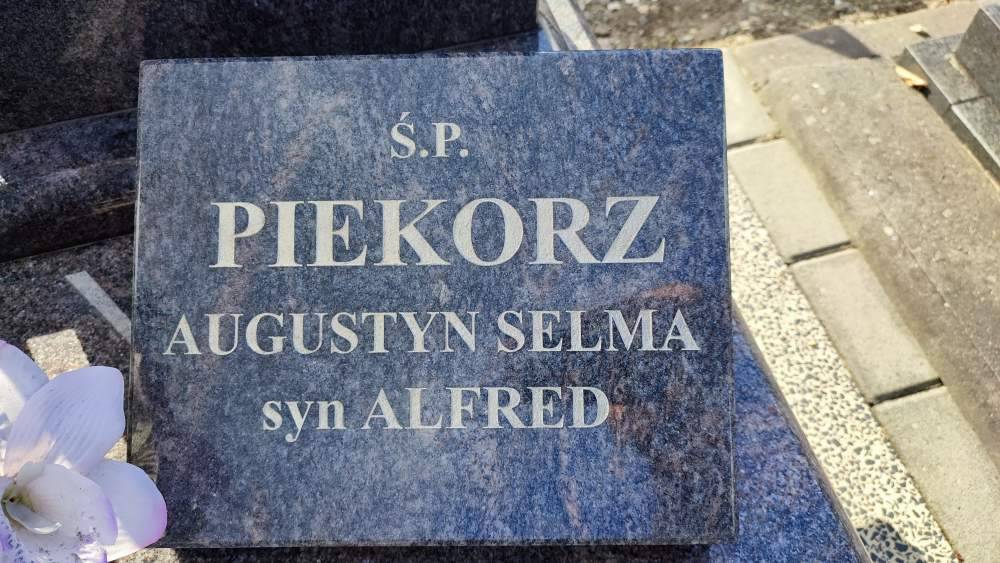 Ś.P.
PIEKORZ
AUGUSTYN SELMA
syn ALFRED